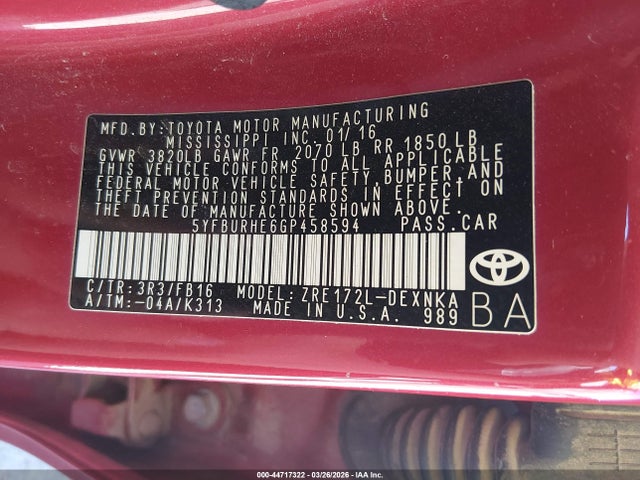 MFD. BY: TOYOTA MOTOR MANUFACTURING
MISSISSIPPI INC 01/16
GVWR 3820LB GAWR FR 2070 LB RR 1850 LB
THIS VEHICLE CONFORMS TO ALL APPLICABLE
FEDERAL MOTOR VEHICLE SAFETY, BUMPER, AND
THEFT PREVENTION STANDARDS IN EFFECT ON
THE DATE OF MANUFACTURE SHOWN ABOVE.
5YFBURHE6GP458594 PASS. CAR
C/TR: 3R3/FB16 MODEL: ZRE172L-DEXNKA
A/TM: -04A/K313 MADE IN U.S.A. 989
BA
000-44717322 | 03/26/2026 | IAA Inc.